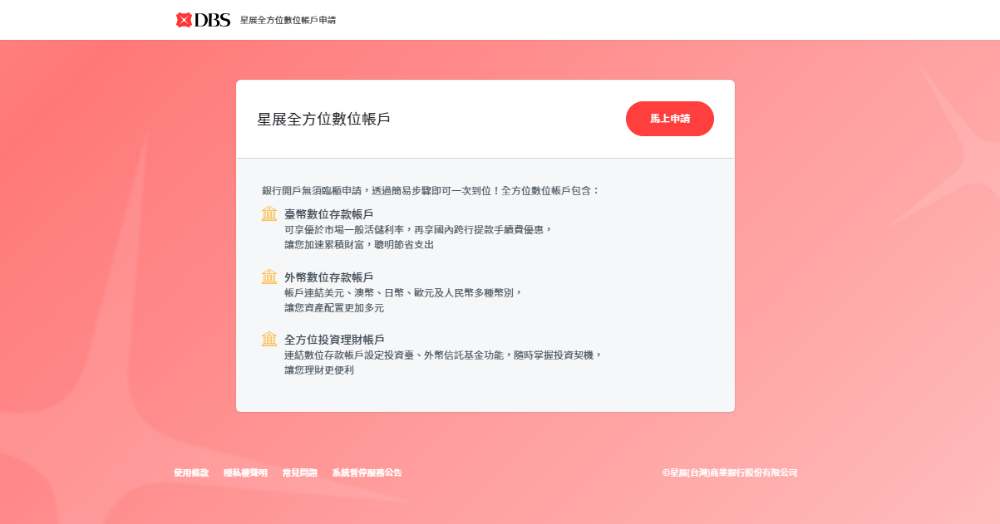 DBS 星展全方位數位帳戶申請
星展全方位數位帳戶
馬上申請
銀行開戶無須臨櫃申請，透過簡易步驟即可一次到位！全方位數位帳戶包含：
臺幣數位存款帳戶
可享優於市場一般活儲利率，再享國內跨行提款手續費優惠，
讓您加速累積財富，聰明節省支出
外幣數位存款帳戶
帳戶連結美元、澳幣、日幣、歐元及人民幣多種幣別，
讓您資產配置更加多元
全方位投資理財帳戶
連結數位存款帳戶設定投資臺、外幣信託基金功能，隨時掌握投資契機，
讓您理財更便利
使用條款 隱私權聲明 常見問題 系統暫停服務公告
©星展(台灣)商業銀行股份有限公司